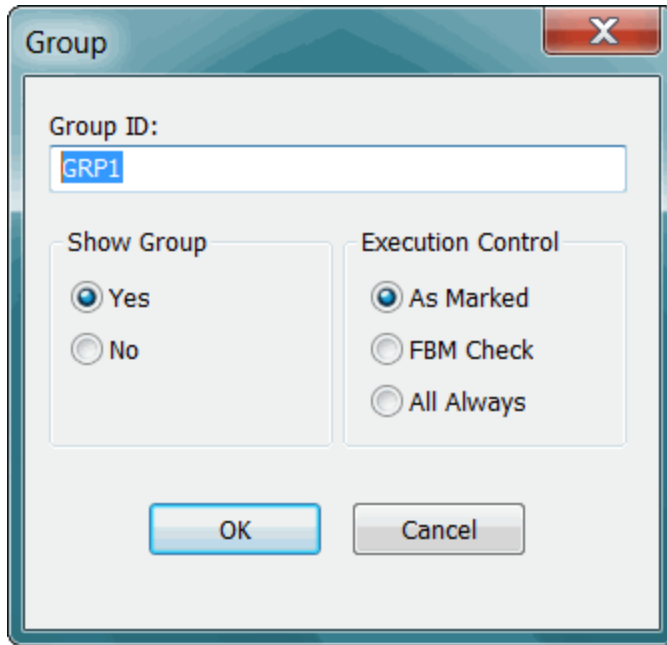 Group
Group ID:
GRP1
Show Group
Yes
No
Execution Control
As Marked
FBM Check
All Always
OK
Cancel